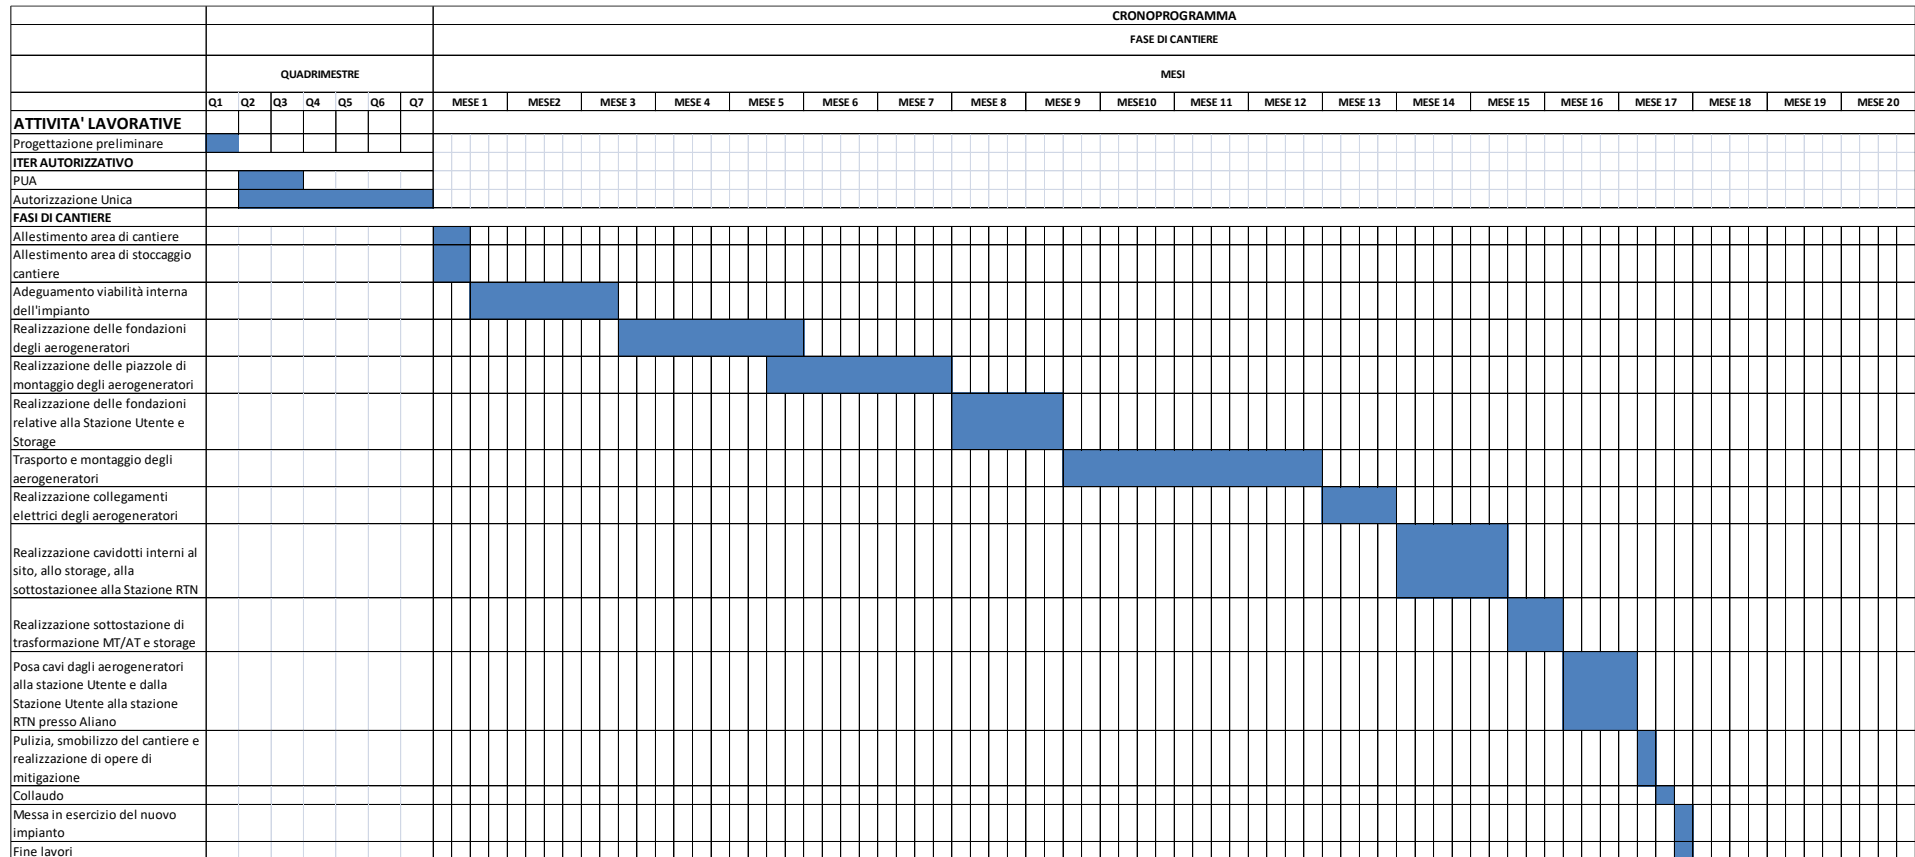 CRONOPROGRAMMA
FASE DI CANTIERE
QUADRIMESTRE MESI
Q1 Q2 Q3 Q4 Q5 Q6 Q7 MESE 1 MESE2 MESE 3 MESE 4 MESE 5 MESE 6 MESE 7 MESE 8 MESE 9 MESE10 MESE 11 MESE 12 MESE 13 MESE 14 MESE 15 MESE 16 MESE 17 MESE 18 MESE 19 MESE 20
ATTIVITA' LAVORATIVE
Progettazione preliminare
ITER AUTORIZZATIVO
PUA
Autorizzazione Unica
FASI DI CANTIERE
Allestimento area di cantiere
Allestimento area di stoccaggio
cantiere
Adeguamento viabilità interna
dell'impianto
Realizzazione delle fondazioni
degli aerogeneratori
Realizzazione delle piazzole di
montaggio degli aerogeneratori
Realizzazione delle fondazioni
relative alla Stazione Utente e
Storage
Trasporto e montaggio degli
aerogeneratori
Realizzazione collegamenti
elettrici degli aerogeneratori
Realizzazione cavidotti interni al
sito, allo storage, alla
sottostazionee alla Stazione RTN
Realizzazione sottostazione di
trasformazione MT/AT e storage
Posa cavi dagli aerogeneratori
alla stazione Utente e dalla
Stazione Utente alla stazione
RTN presso Aliano
Pulizia, smobilizzo del cantiere e
realizzazione di opere di
mitigazione
Collaudo
Messa in esercizio del nuovo
impianto
Fine lavori